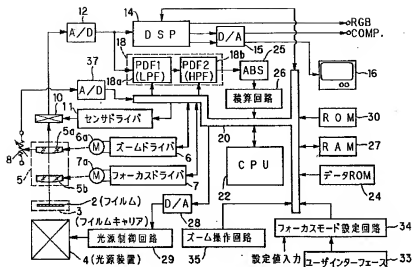 12
14
A/D
DSP
RGB
COMP.
D/A
15
18
18b
25
37
PDF1
(LPF)
PDF2
(HPF)
ABS
16
A/D
18a
26
10
11
積算回路
センサドライバ
20
ROM
30
5d
6a
M
ズームドライバ
6
RAM
27
8
7a
M
フォーカスドライバ
7
CPU
22
データROM
24
5
5b
2(フィルム)
3
D/A
28
(フィルムキャリア)
フォーカスモード設定回路
34
光源制御回路
29
ズーム操作回路
35
設定値入力
ユーザインターフェース
33
4(光源装置)